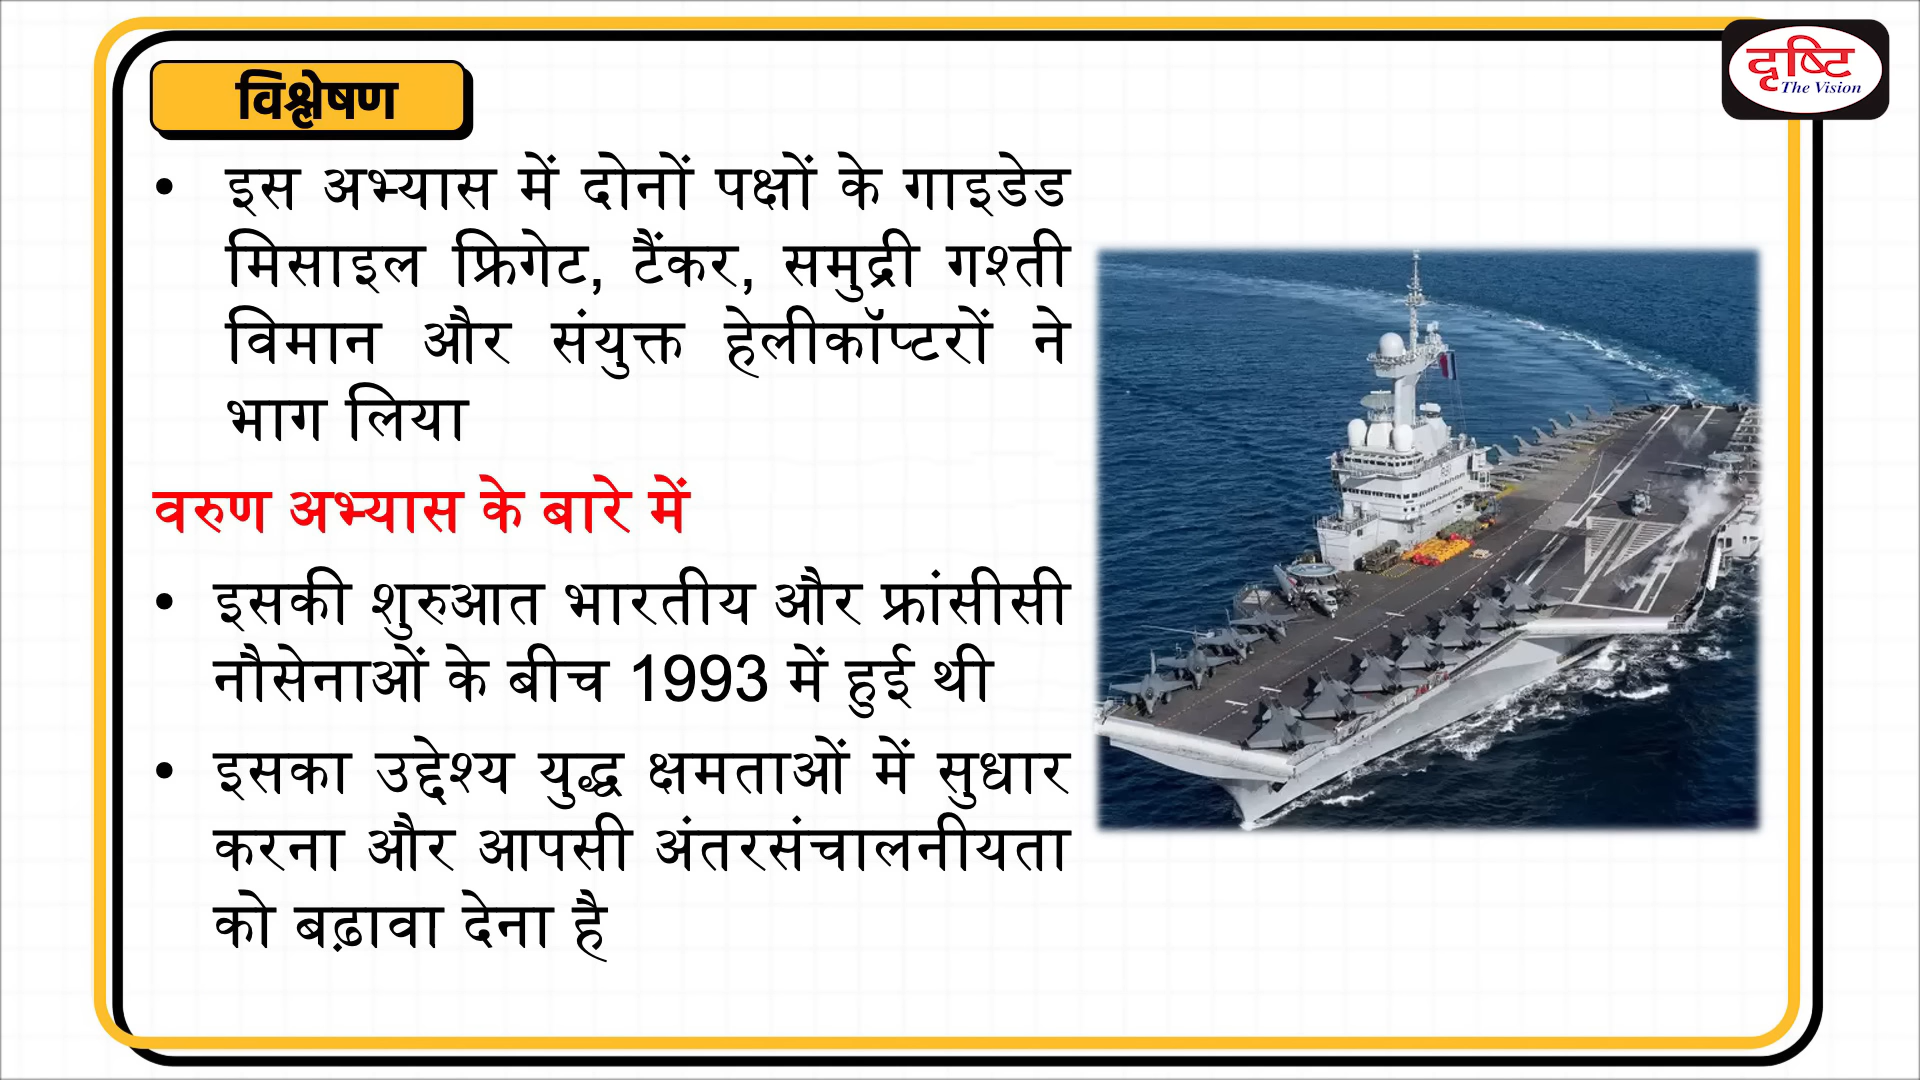 विश्लेषण
दृष्टि
The Vision
• इस अभ्यास में दोनों पक्षों के गाइडेड
मिसाइल फ्रिगेट, टैंकर, समुद्री गश्ती
विमान और संयुक्त हेलीकॉप्टरों ने
भाग लिया
वरुण अभ्यास के बारे में
• इसकी शुरुआत भारतीय और फ्रांसीसी
नौसेनाओं के बीच 1993 में हुई थी
• इसका उद्देश्य युद्ध क्षमताओं में सुधार
करना और आपसी अंतरसंचालनीयता
को बढ़ावा देना है